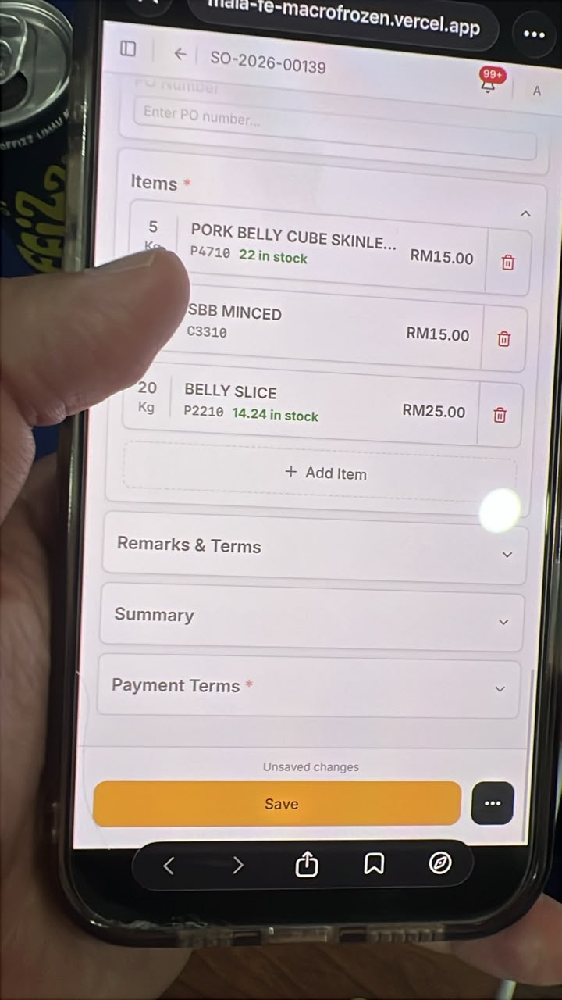 maia-fe-macrofrozen.vercel.app
SO-2026-00139
99+
A
PO Number
Enter PO number...
Items *
5
Kg
PORK BELLY CUBE SKINLE...
P4710 22 in stock
RM15.00
SBB MINCED
C3310
RM15.00
20
Kg
BELLY SLICE
P2210 14.24 in stock
RM25.00
+ Add Item
Remarks & Terms
Summary
Payment Terms *
Unsaved changes
Save